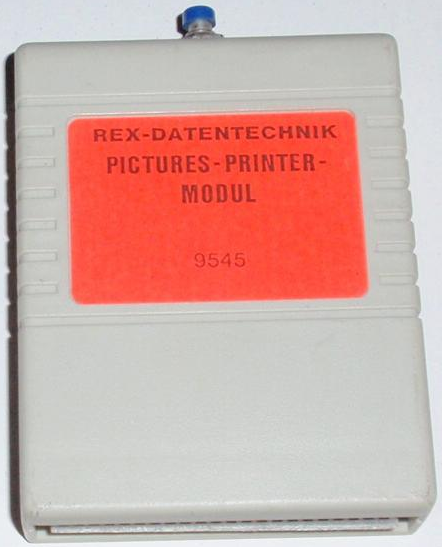 REX-DATENTECHNIK
PICTURES-PRINTER-
MODUL
9545